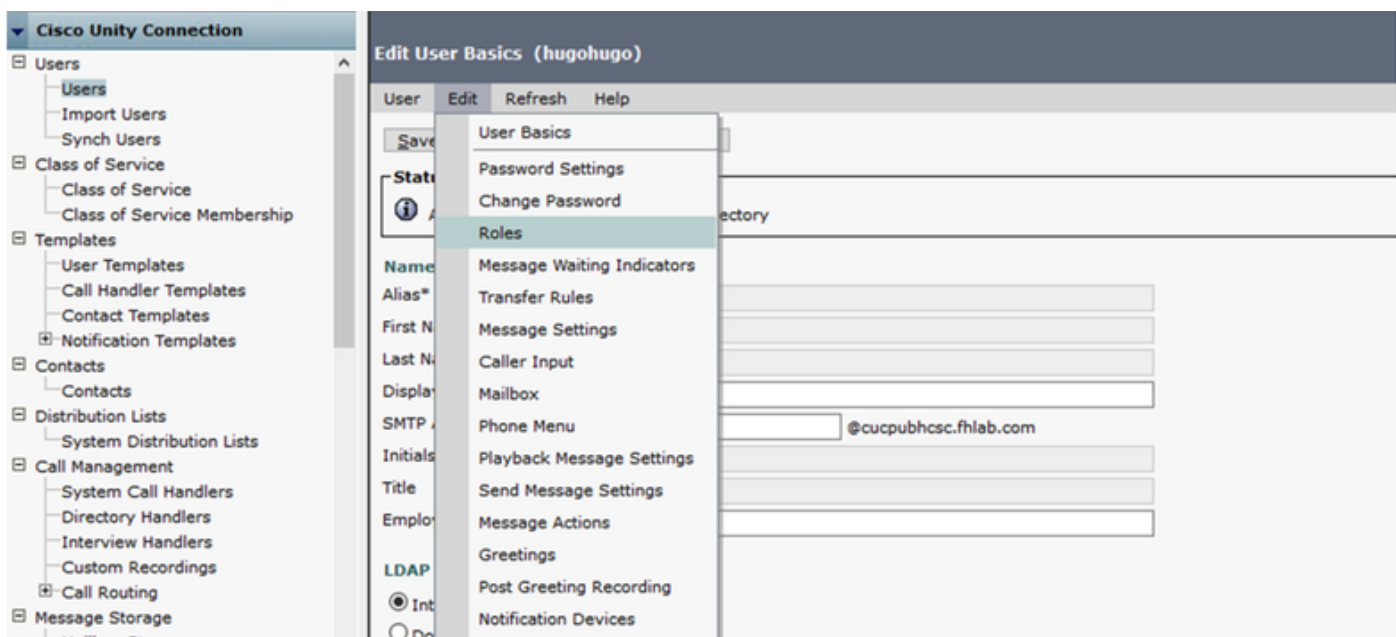 Cisco Unity Connection
Users
Users
Import Users
Synch Users
Class of Service
Class of Service
Class of Service Membership
Templates
User Templates
Call Handler Templates
Contact Templates
Notification Templates
Contacts
Contacts
Distribution Lists
System Distribution Lists
Call Management
System Call Handlers
Directory Handlers
Interview Handlers
Custom Recordings
Call Routing
Message Storage
Edit User Basics (hugohugo)
User Edit Refresh Help
Save
User Basics
Password Settings
Change Password
Roles
Message Waiting Indicators
Transfer Rules
Message Settings
Caller Input
Mailbox
Phone Menu
Playback Message Settings
Send Message Settings
Message Actions
Greetings
Post Greeting Recording
Notification Devices
Statu
A
ectory
Name
Alias*
First N
Last Na
Display
SMTP
@cucpubhcsc.fhlab.com
Initials
Title
Employ
LDAP
Int